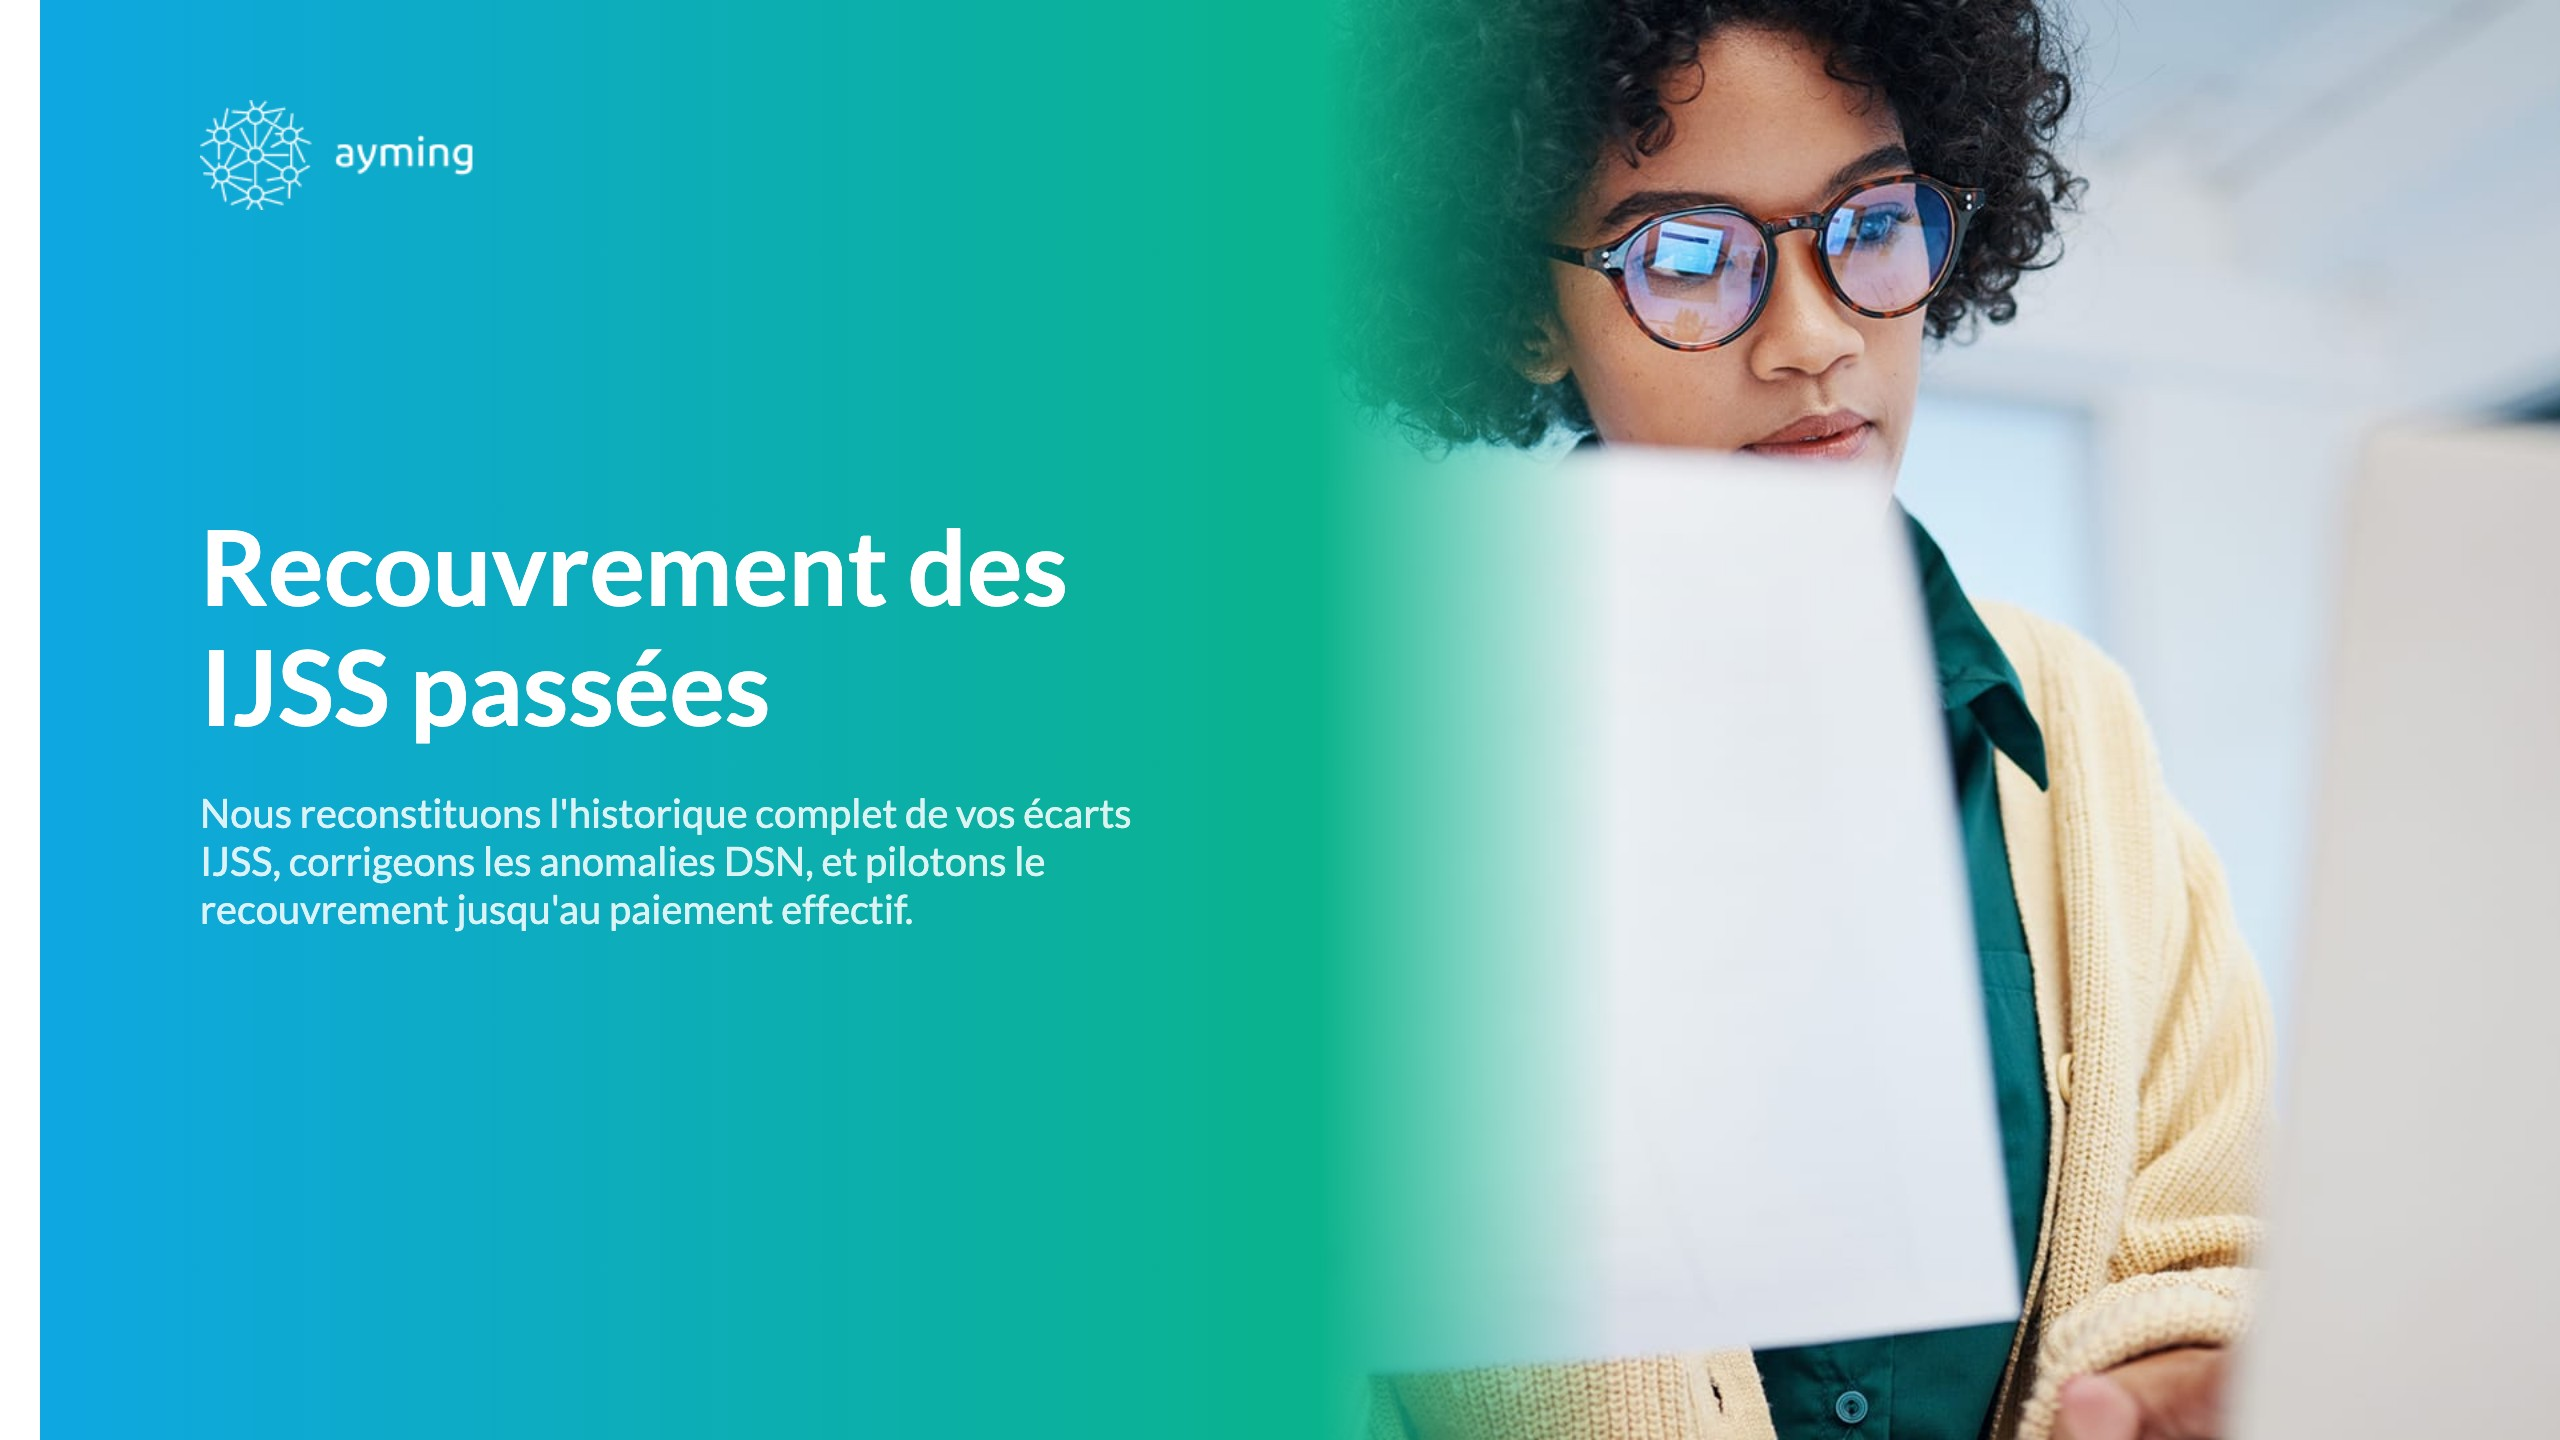 ayming
Recouvrement des
IJSS passées
Nous reconstituons l'historique complet de vos écarts
IJSS, corrigeons les anomalies DSN, et pilotons le
recouvrement jusqu'au paiement effectif.